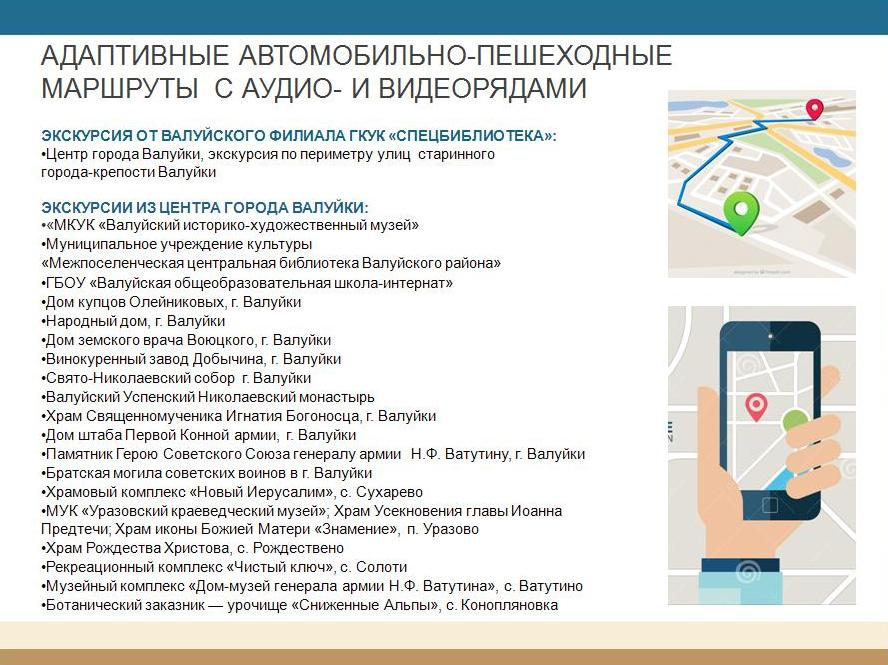 АДАПТИВНЫЕ АВТОМОБИЛЬНО-ПЕШЕХОДНЫЕ
МАРШРУТЫ С АУДИО- И ВИДЕОРЯДАМИ
ЭКСКУРСИЯ ОТ ВАЛУЙСКОГО ФИЛИАЛА ГКУК «СПЕЦБИБЛИОТЕКА»:
•Центр города Валуйки, экскурсия по периметру улиц старинного
города-крепости Валуйки
ЭКСКУРСИИ ИЗ ЦЕНТРА ГОРОДА ВАЛУЙКИ:
•«МКУК «Валуйский историко-художественный музей»
•Муниципальное учреждение культуры
«Межпоселенческая центральная библиотека Валуйского района»
•ГБОУ «Валуйская общеобразовательная школа-интернат»
•Дом купцов Олейниковых, г. Валуйки
•Народный дом, г. Валуйки
•Дом земского врача Воюцкого, г. Валуйки
•Винокуренный завод Добычина, г. Валуйки
•Свято-Николаевский собор г. Валуйки
•Валуйский Успенский Николаевский монастырь
•Храм Священномученика Игнатия Богоносца, г. Валуйки
•Дом штаба Первой Конной армии, г. Валуйки
•Памятник Герою Советского Союза генералу армии Н.Ф. Ватутину, г. Валуйки
•Братская могила советских воинов в г. Валуйки
•Храмовый комплекс «Новый Иерусалим», с. Сухарево
•МУК «Уразовский краеведческий музей»; Храм Усекновения главы Иоанна
Предтечи; Храм иконы Божией Матери «Знамение», п. Уразово
•Храм Рождества Христова, с. Рождествено
•Рекреационный комплекс «Чистый ключ», с. Солоти
•Музейный комплекс «Дом-музей генерала армии Н.Ф. Ватутина», с. Ватутино
•Ботанический заказник — урочище «Сниженные Альпы», с. Конопляновка